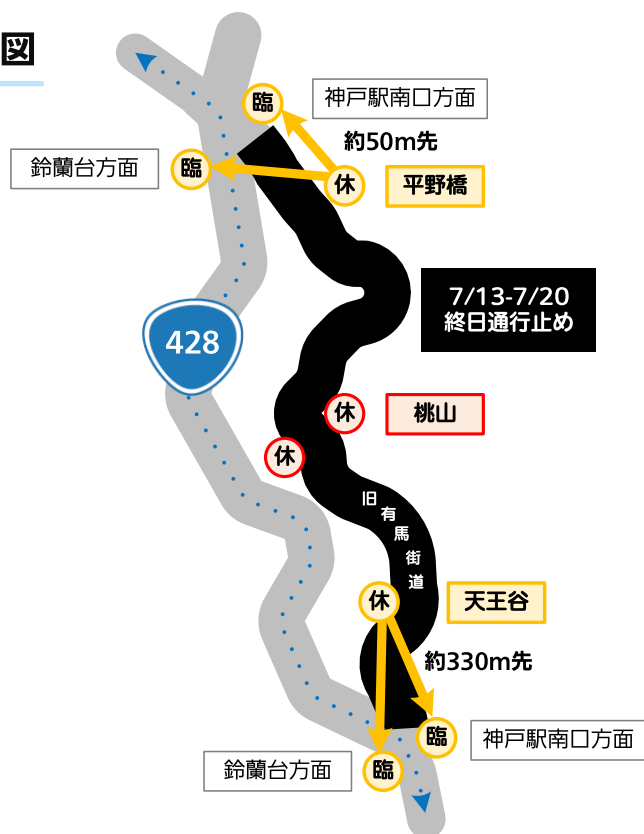 図
臨
神戸駅南口方面
約50m先
鈴蘭台方面
臨
休
平野橋
7/13-7/20
終日通行止め
428
休
桃山
休
旧有馬街道
休
天王谷
約330m先
臨
神戸駅南口方面
鈴蘭台方面
臨